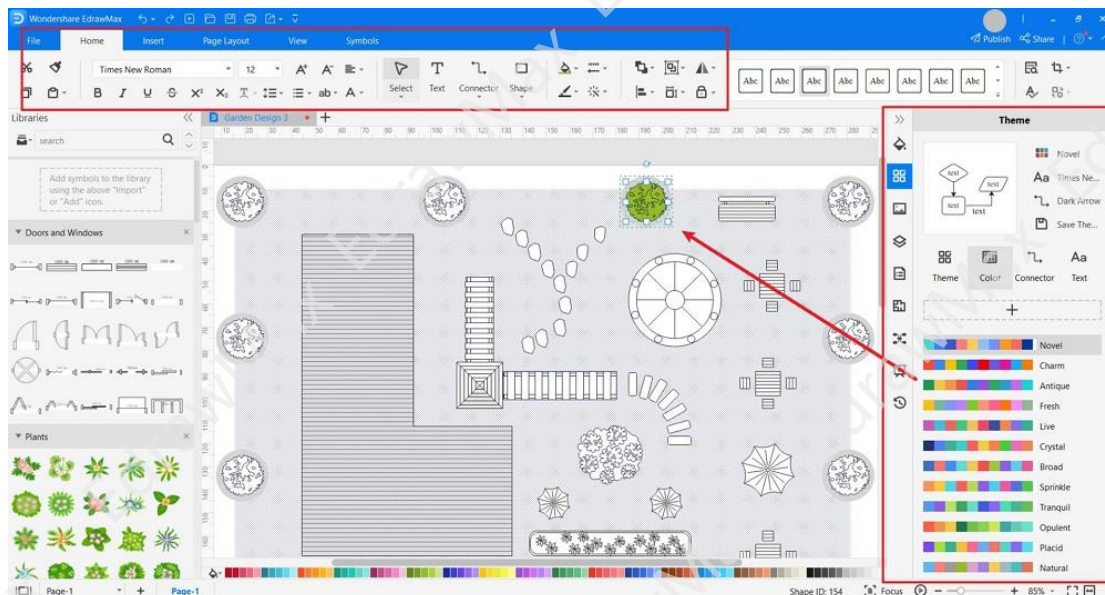 Wondershare EdrawMax
Publish Share
File Home Insert Page Layout View Symbols
Times New Roman 12
Select Text Connector Shape
Abc Abc Abc Abc Abc Abc Abc Abc
Libraries
Garden Design 3
search
Add symbols to the library
using the above "Import"
or "Add" icon.
Doors and Windows
Plants
Theme
Novel
Times Ne...
Dark Arrow
Save The...
text
text
text
text
Theme Color Connector Text
Novel
Charm
Antique
Fresh
Live
Crystal
Broad
Sprinkle
Tranquil
Opulent
Placid
Natural
Page-1 Page-1 Shape ID: 154 Focus 85%
EdrawMax